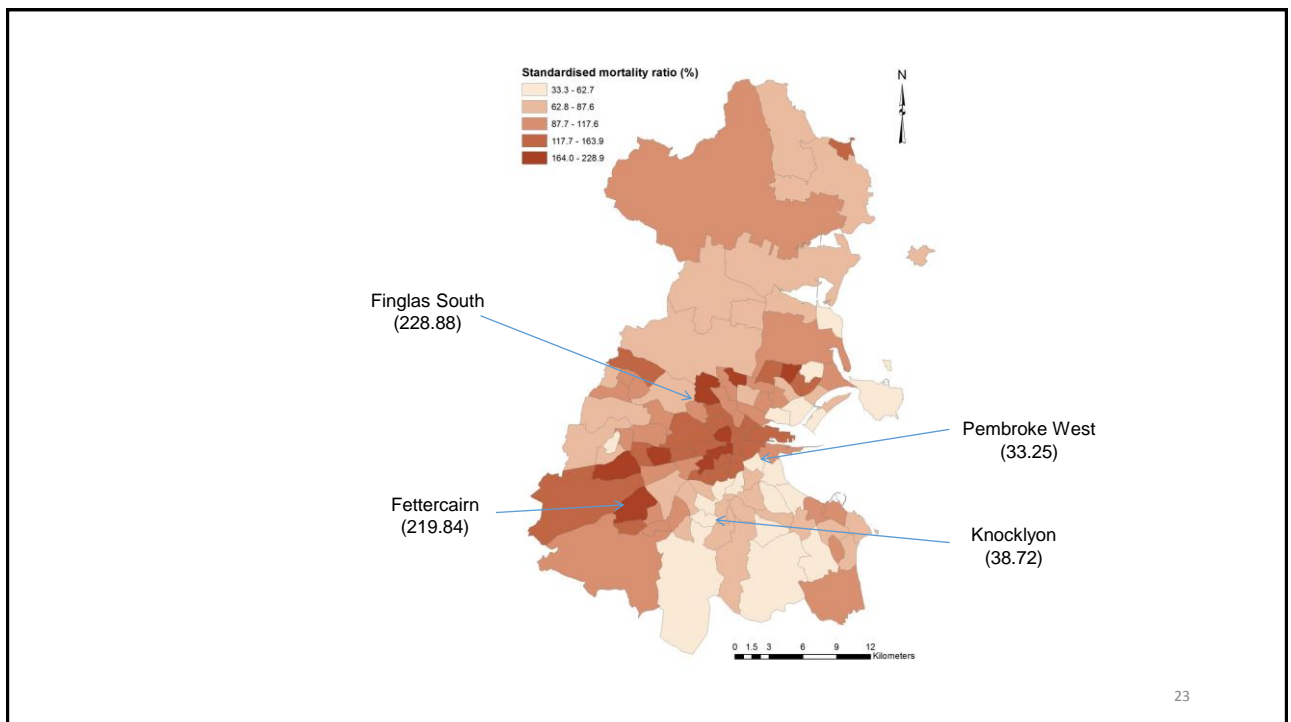 Standardised mortality ratio (%)
33.3 - 62.7
62.8 - 87.6
87.7 - 117.6
117.7 - 163.9
164.0 - 228.9
N
Finglas South
(228.88)
Pembroke West
(33.25)
Fettercairn
(219.84)
Knocklyon
(38.72)
0 1.5 3 6 9 12
Kilometers
23